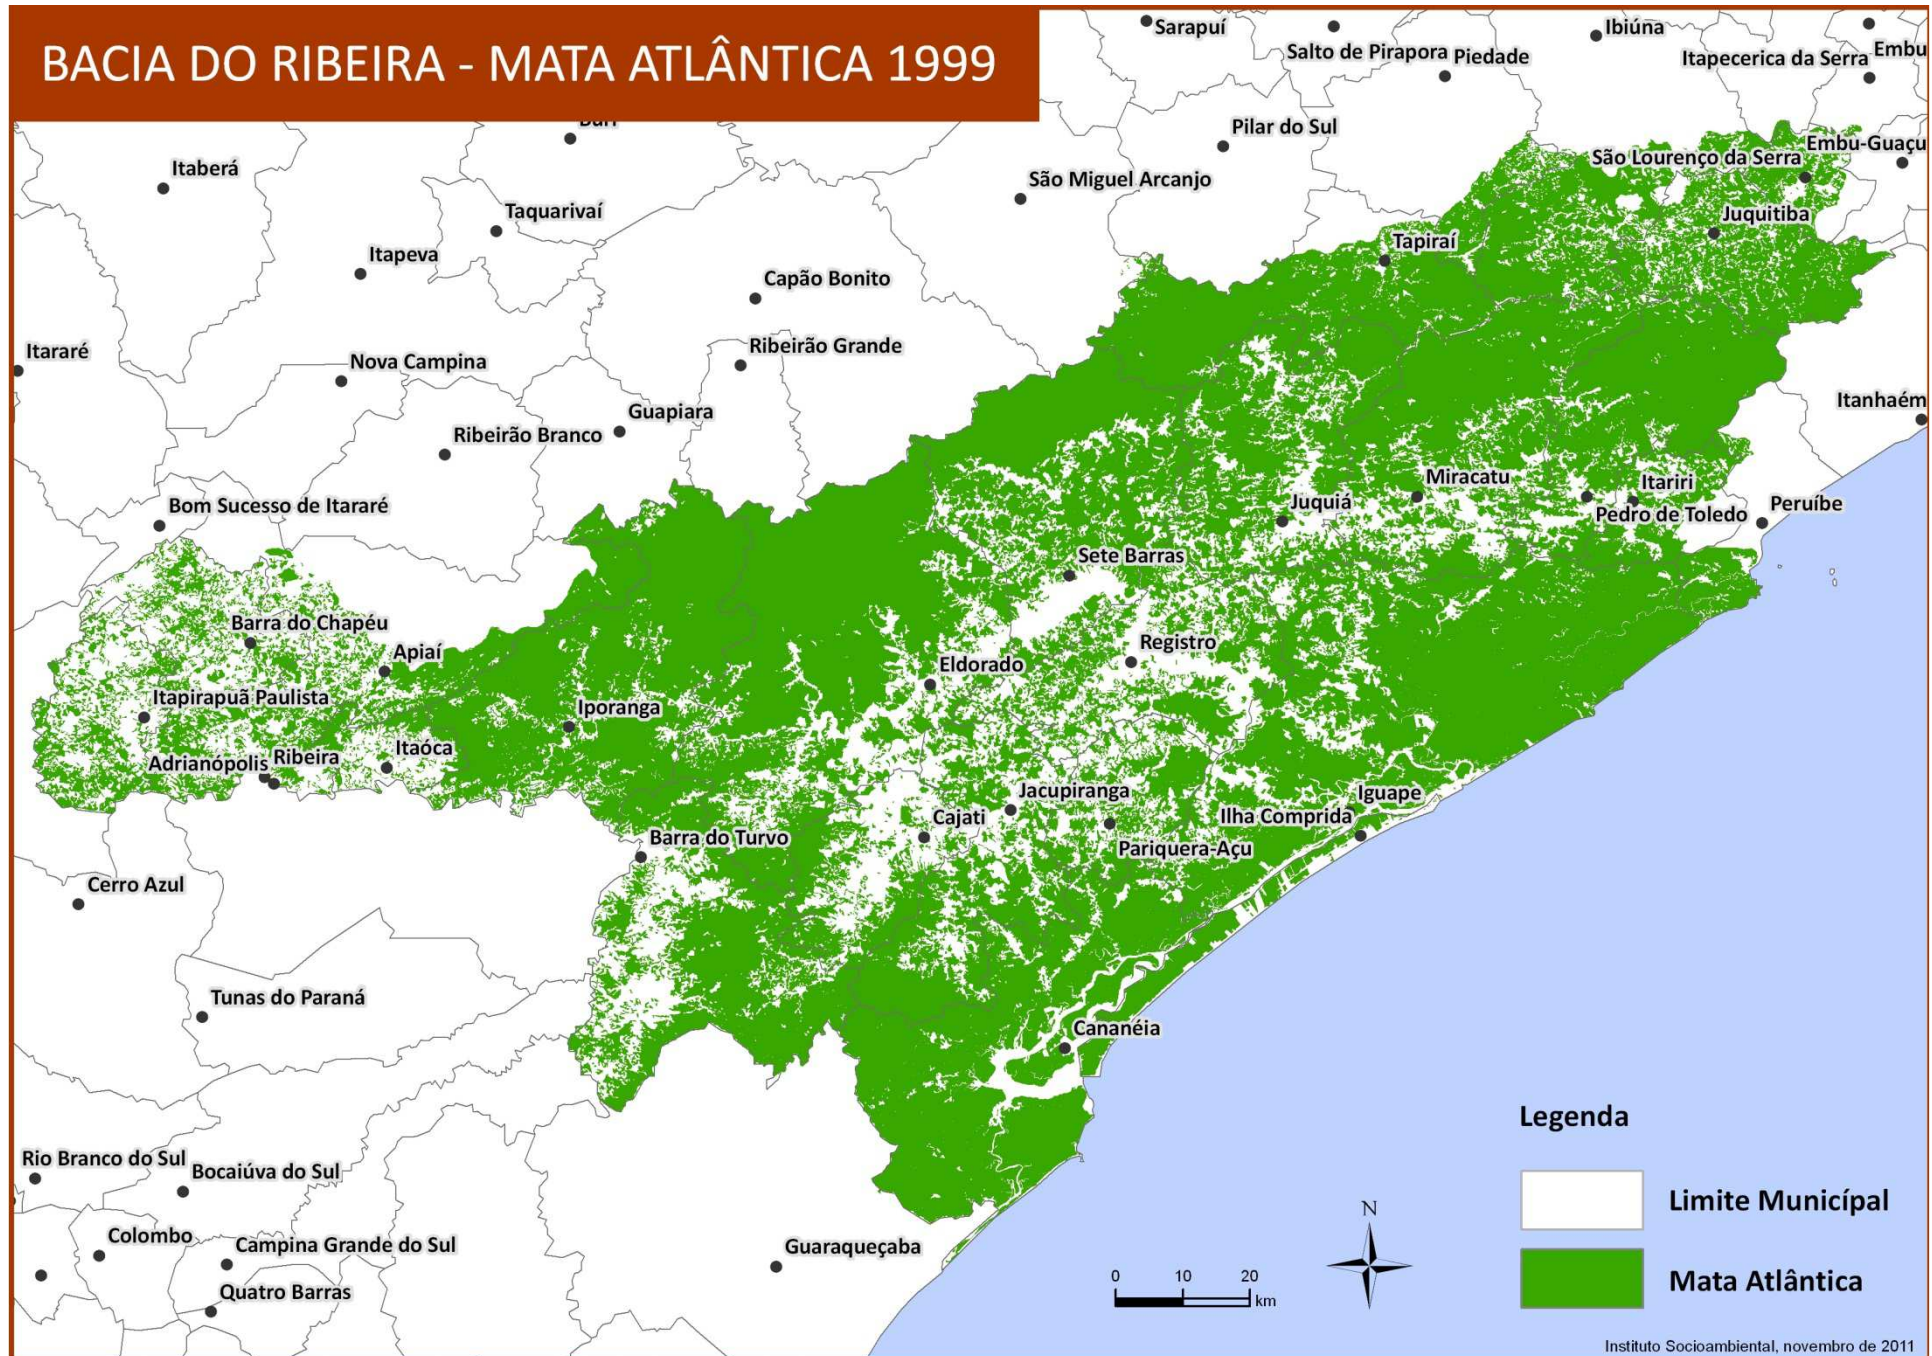 BACIA DO RIBEIRA - MATA ATLÂNTICA 1999
Sarapuí
Salto de Pirapora
Piedade
Ibiúna
Itapecerica da Serra
Embu
Pilar do Sul
São Lourenço da Serra
Embu-Guaçu
Itaberá
São Miguel Arcanjo
Taquarivaí
Juquitiba
Tapiraí
Itapeva
Capão Bonito
Itararé
Nova Campina
Ribeirão Grande
Guapiara
Itanhaém
Ribeirão Branco
Miracatu
Itariri
Bom Sucesso de Itararé
Juquiá
Pedro de Toledo
Peruíbe
Sete Barras
Barra do Chapéu
Apiaí
Registro
Eldorado
Itapirapuã Paulista
Iporanga
Itaóca
Adrianópolis
Ribeira
Jacupiranga
Iguape
Cajati
Ilha Comprida
Barra do Turvo
Pariquera-Açu
Cerro Azul
Tunas do Paraná
Cananéia
Rio Branco do Sul
Bocaiúva do Sul
Colombo
Campina Grande do Sul
Guaraqueçaba
Quatro Barras
Legenda
Limite Municípal
Mata Atlântica
N
0 10 20
km
Instituto Socioambiental, novembro de 2011